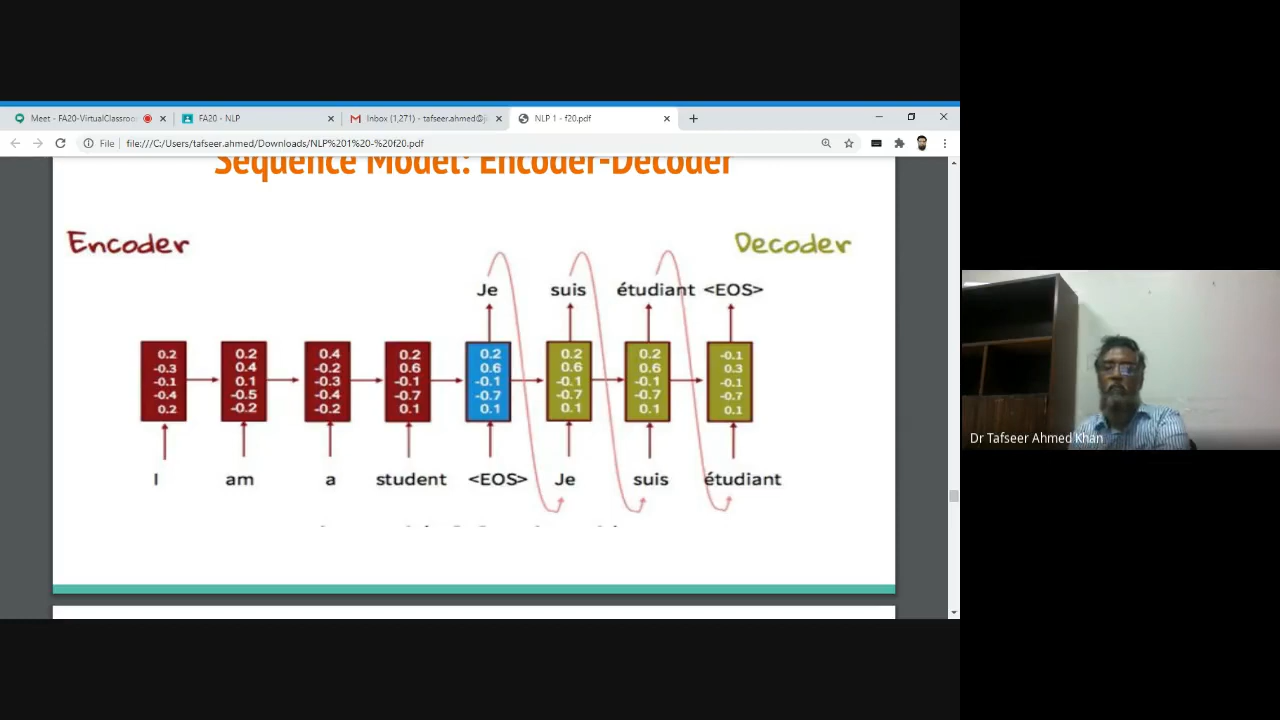 Meet - FA20-VirtualClassroo
FA20 - NLP
Inbox (1,271) - tafseer.ahmed@j
NLP 1 - f20.pdf
File
file:///C:/Users/tafseer.ahmed/Downloads/NLP%201%20-%20f20.pdf
Sequence Model: Encoder-Decoder
Encoder
Decoder
Je suis étudiant <EOS>
0.2 0.2 0.4 0.2 0.2 0.2 0.2 -0.1
-0.3 0.4 -0.2 0.6 0.6 0.6 0.6 0.3
-0.1 0.1 -0.3 -0.1 -0.1 -0.1 -0.1 -0.1
-0.4 -0.5 -0.4 -0.7 -0.7 -0.7 -0.7 -0.7
0.2 -0.2 -0.2 0.1 0.1 0.1 0.1 0.1
I am a student <EOS> Je suis étudiant
Dr Tafseer Ahmed Khan